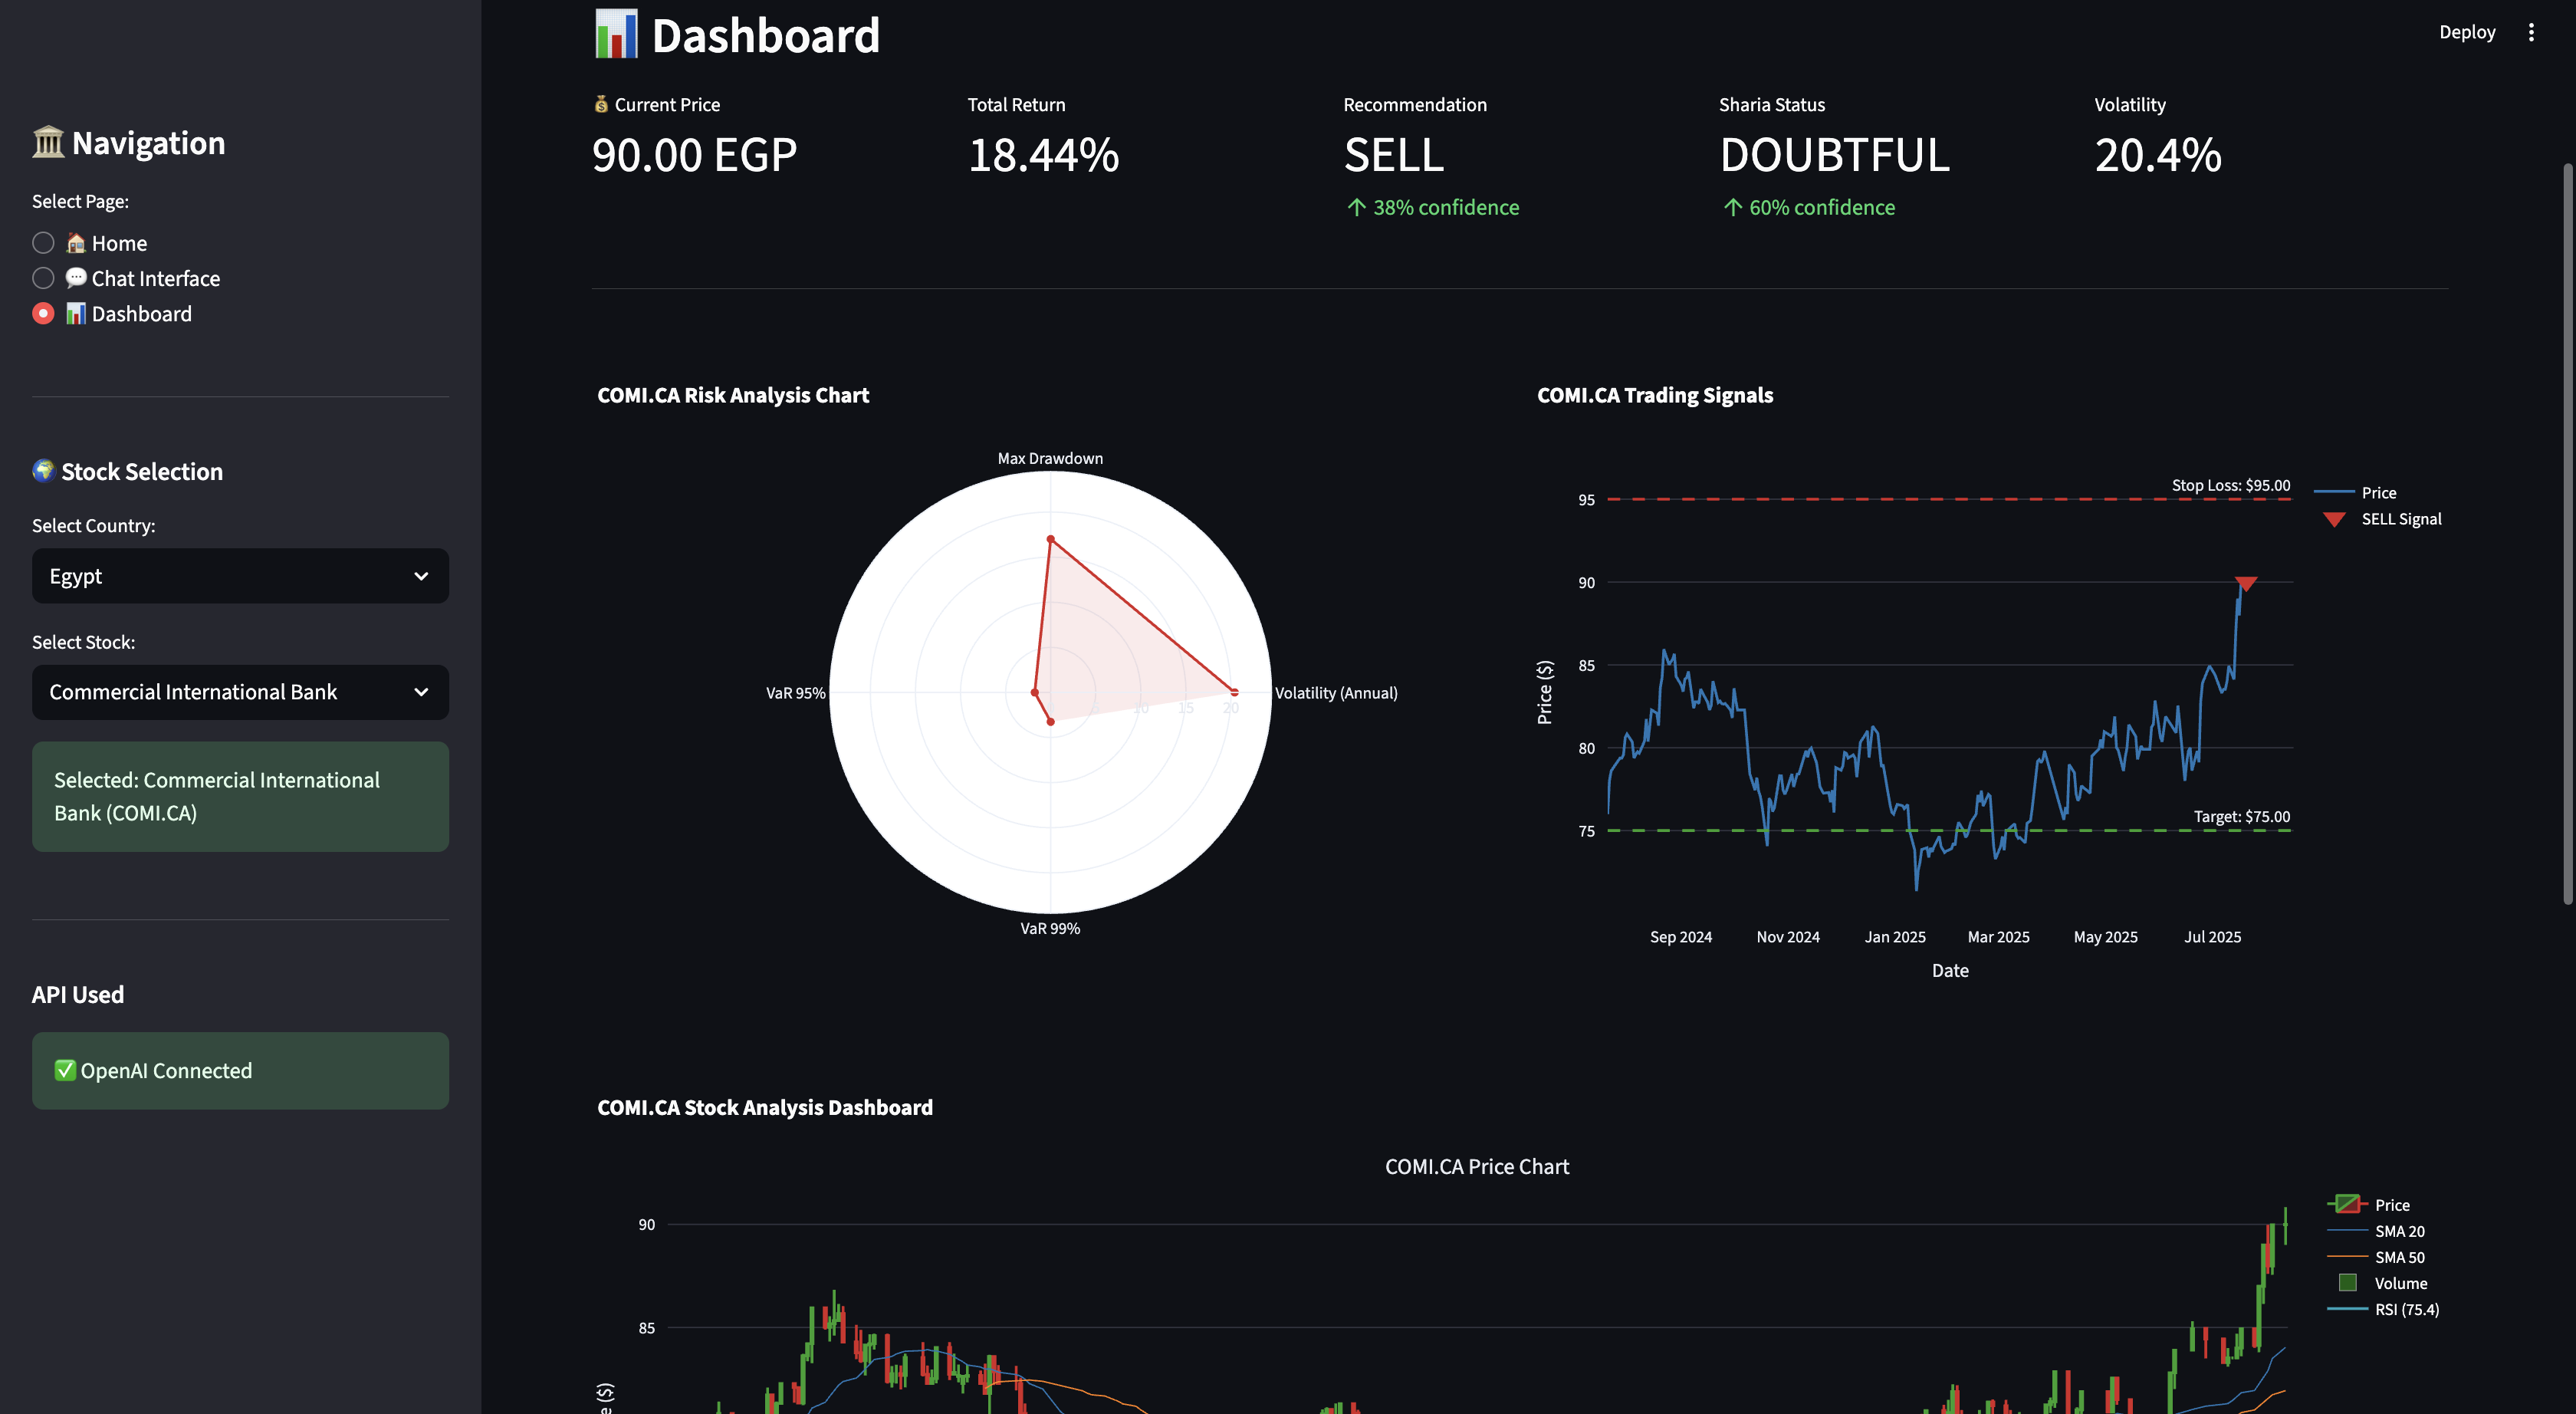 Navigation
Select Page:
Home
Chat Interface
Dashboard
Stock Selection
Select Country:
Egypt
Select Stock:
Commercial International Bank
Selected: Commercial International
Bank (COMI.CA)
API Used
OpenAI Connected
Deploy
Dashboard
Current Price
90.00 EGP
Total Return
18.44%
Recommendation
SELL
↑ 38% confidence
Sharia Status
DOUBTFUL
↑ 60% confidence
Volatility
20.4%
COMI.CA Risk Analysis Chart
Max Drawdown
VaR 95%
Volatility (Annual)
10 15 20
VaR 99%
COMI.CA Trading Signals
Stop Loss: $95.00
Price
SELL Signal
95
90
85
80
75
Price ($)
Target: $75.00
Sep 2024 Nov 2024 Jan 2025 Mar 2025 May 2025 Jul 2025
Date
COMI.CA Stock Analysis Dashboard
COMI.CA Price Chart
90
85
($)
Price
SMA 20
SMA 50
Volume
RSI (75.4)